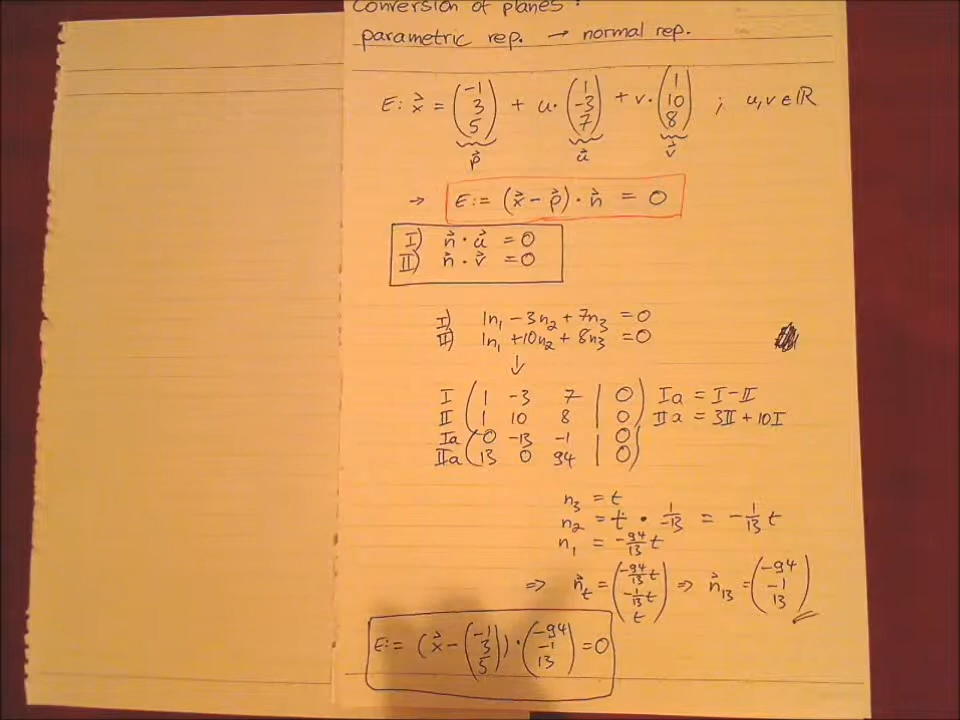 Conversion of planes:
parametric rep. → normal rep.
E: x⃗ = (-1 3 5) + u · (1 -3 7) + v · (1 10 8) ; u,v ∈ ℝ
p⃗ u⃗ v⃗
→ E:= (x⃗ - p⃗) · n⃗ = 0
I) n⃗ · u⃗ = 0
II) n⃗ · v⃗ = 0
I) 1n₁ - 3n₂ + 7n₃ = 0
II) 1n₁ + 10n₂ + 8n₃ = 0
↓
I ( 1 -3 7 | 0 ) Ia = I - II
II ( 1 10 8 | 0 ) IIa = 3II + 10I
Ia ( 0 -13 -1 | 0 )
IIa ( 13 0 94 | 0 )
n₃ = t
n₂ = t · 1/-13 = -1/13 t
n₁ = -94/13 t
⇒ n⃗t = (-94/13 t -1/13 t t) ⇒ n⃗₁₃ = (-94 -1 13)
E:= (x⃗ - (-1 3 5)) · (-94 -1 13) = 0